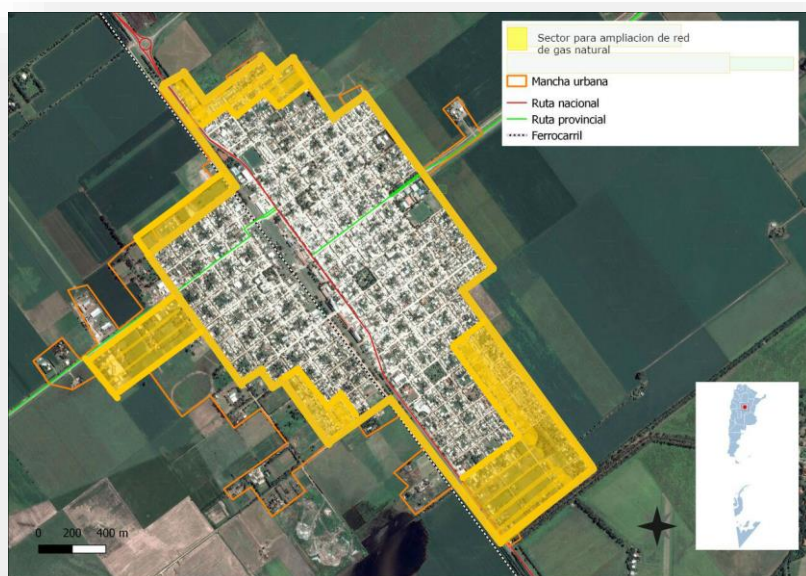 Sector para ampliacion de red
de gas natural
Mancha urbana
Ruta nacional
Ruta provincial
Ferrocarril
0 200 400 m